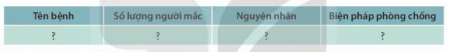 Tên bệnh Số lượng người mắc Nguyên nhân Biện pháp phòng chống
? ? ? ?